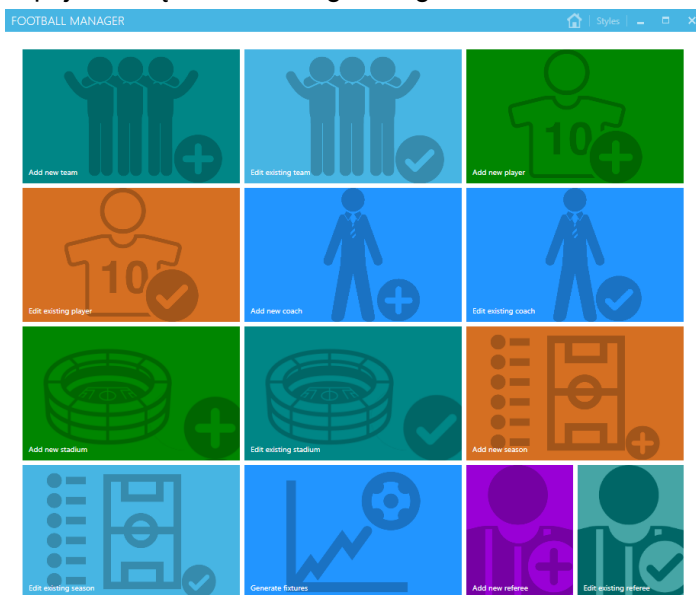 FOOTBALL MANAGER
Styles
Add new team
Edit existing team
10
Add new player
10
Edit existing player
Add new coach
Edit existing coach
Add new stadium
Edit existing stadium
Add new season
Edit existing season
Generate fixtures
Add new referee
Edit existing referee